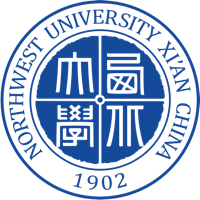 NORTHWEST UNIVERSITY XI'AN CHINA
西北
大學
1902